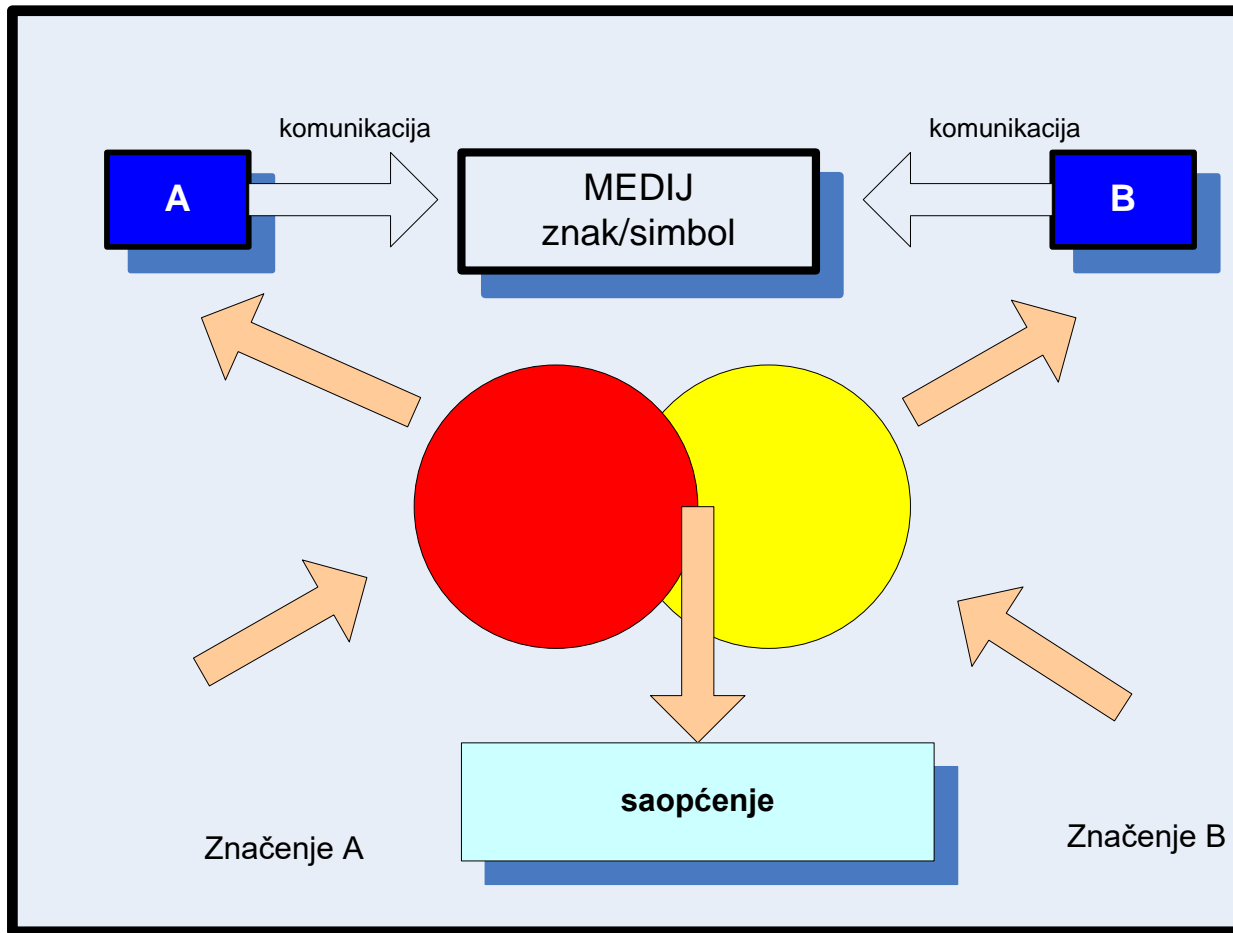 komunikacija
komunikacija
A
MEDIJ
znak/simbol
B
saopćenje
Značenje A
Značenje B